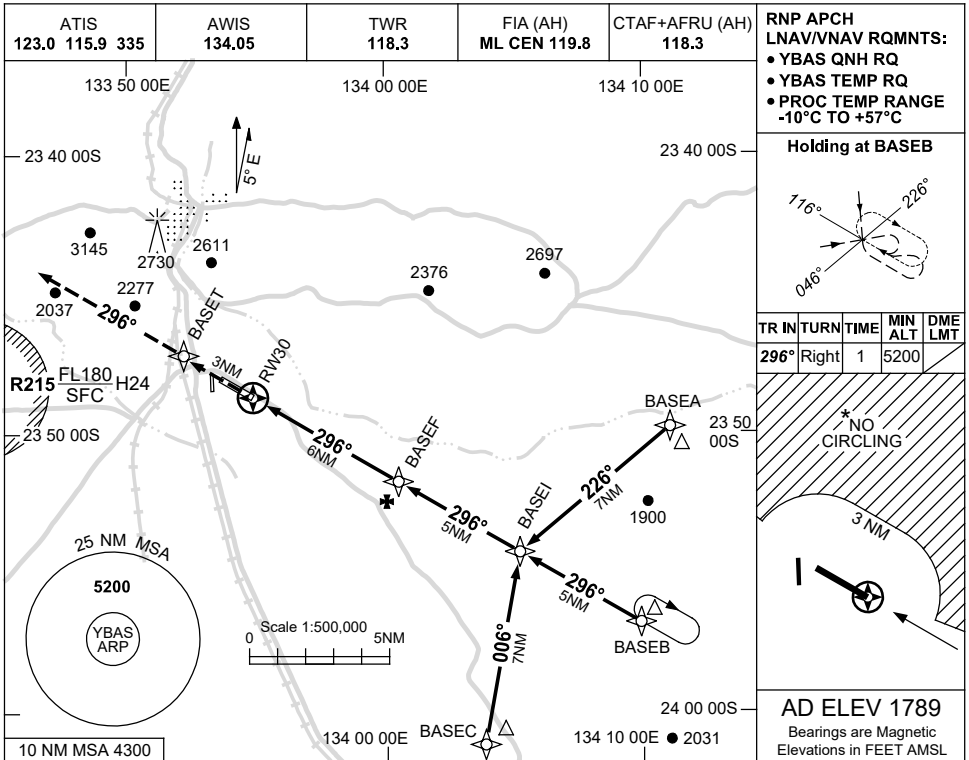 ATIS
123.0 115.9 335
AWIS
134.05
TWR
118.3
FIA (AH)
ML CEN 119.8
CTAF+AFRU (AH)
118.3
RNP APCH
LNAV/VNAV RQMNTS:
• YBAS QNH RQ
• YBAS TEMP RQ
• PROC TEMP RANGE
-10°C TO +57°C
133 50 00E
134 00 00E
134 10 00E
23 40 00S
23 40 00S
5° E
3145
2730
2611
2376
2697
2037
2277
296°
BASET
3NM
RW30
R215 FL180 H24
SFC
23 50 00S
23 50
00S
296°
6NM
BASEF
296°
5NM
BASEI
BASEA
226°
7NM
1900
296°
5NM
BASEB
006°
7NM
BASEC
25 NM MSA
5200
YBAS
ARP
Scale 1:500,000
0
5NM
10 NM MSA 4300
134 00 00E
134 10 00E
2031
24 00 00S
Holding at BASEB
116°
226°
046°
TR IN TURN TIME MIN ALT DME LMT
296° Right 1 5200
*NO
CIRCLING
3 NM
AD ELEV 1789
Bearings are Magnetic
Elevations in FEET AMSL